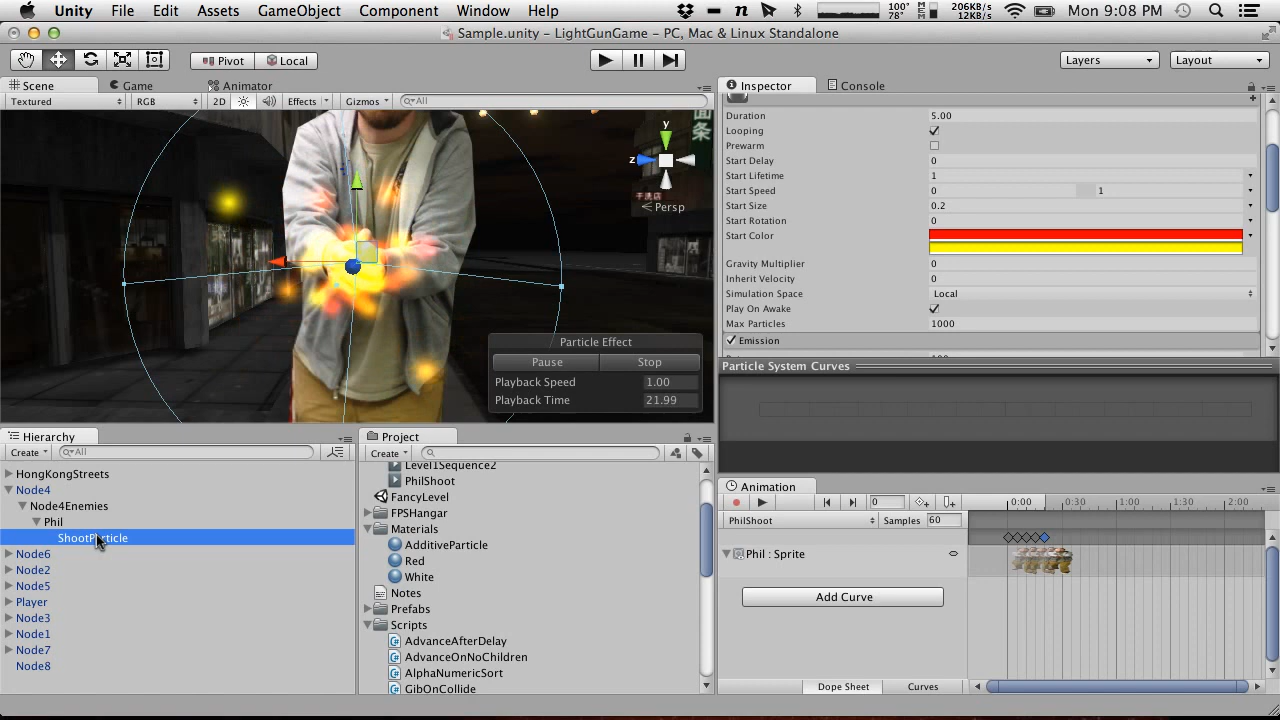 Unity File Edit Assets GameObject Component Window Help 100° 78° 206KB/s 12KB/s Mon 9:08 PM
Sample.unity - LightGunGame - PC, Mac & Linux Standalone
Pivot Local Layers Layout
Scene Game Animator
Textured RGB 2D Effects Gizmos All
y
z
Persp
面
条
Particle Effect
Pause Stop
Playback Speed 1.00
Playback Time 21.99
Inspector Console
Duration 5.00
Looping
Prewarm
Start Delay 0
Start Lifetime 1
Start Speed 0 1
Start Size 0.2
Start Rotation 0
Start Color
Gravity Multiplier 0
Inherit Velocity 0
Simulation Space Local
Play On Awake
Max Particles 1000
Emission
Particle System Curves
Hierarchy
Create All
HongKongStreets
Node4
Node4Enemies
Phil
ShootParticle
Node6
Node2
Node5
Player
Node3
Node1
Node7
Node8
Project
Create
Level1Sequence2
PhilShoot
FancyLevel
FPSHangar
Materials
AdditiveParticle
Red
White
Notes
Prefabs
Scripts
AdvanceAfterDelay
AdvanceOnNoChildren
AlphaNumericSort
GibOnCollide
Animation
0 0:00 0:30 1:00 1:30 2:00
PhilShoot Samples 60
Phil : Sprite
Add Curve
Dope Sheet Curves